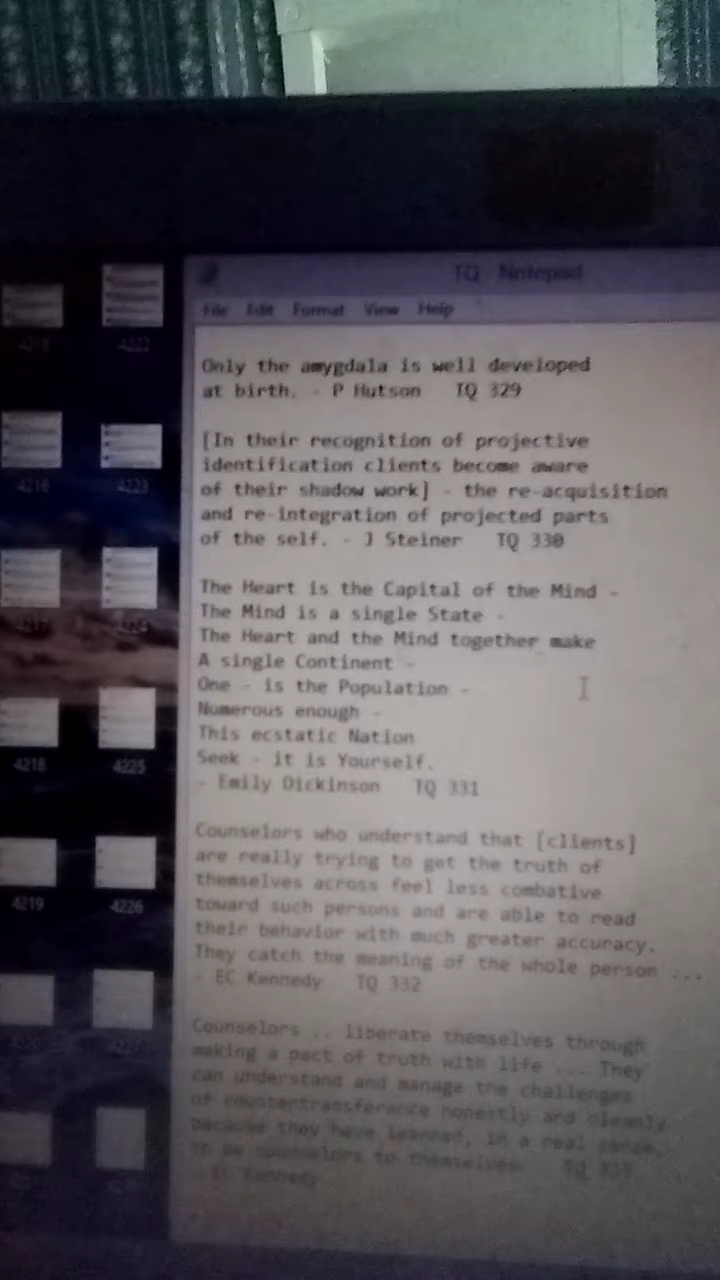 TQ - Notepad
File Edit Format View Help
Only the amygdala is well developed
at birth. - P Hutson TQ 329
[In their recognition of projective
identification clients become aware
of their shadow work] - the re-acquisition
and re-integration of projected parts
of the self. - J Steiner TQ 330
The Heart is the Capital of the Mind -
The Mind is a single State -
The Heart and the Mind together make
A single Continent -
One - is the Population -
Numerous enough -
This ecstatic Nation
Seek - it is Yourself.
- Emily Dickinson TQ 331
Counselors who understand that [clients]
are really trying to get the truth of
themselves across feel less combative
toward such persons and are able to read
their behavior with much greater accuracy.
They catch the meaning of the whole person ...
- EC Kennedy TQ 332
Counselors .. liberate themselves through
making a pact of truth with life ... They
can understand and manage the challenges
of countertransference honestly and cleanly
because they have learned, in a real sense,
to be counselors to themselves. TQ 333
- EC Kennedy
4222
4216
4223
4217
4224
4218
4225
4219
4226